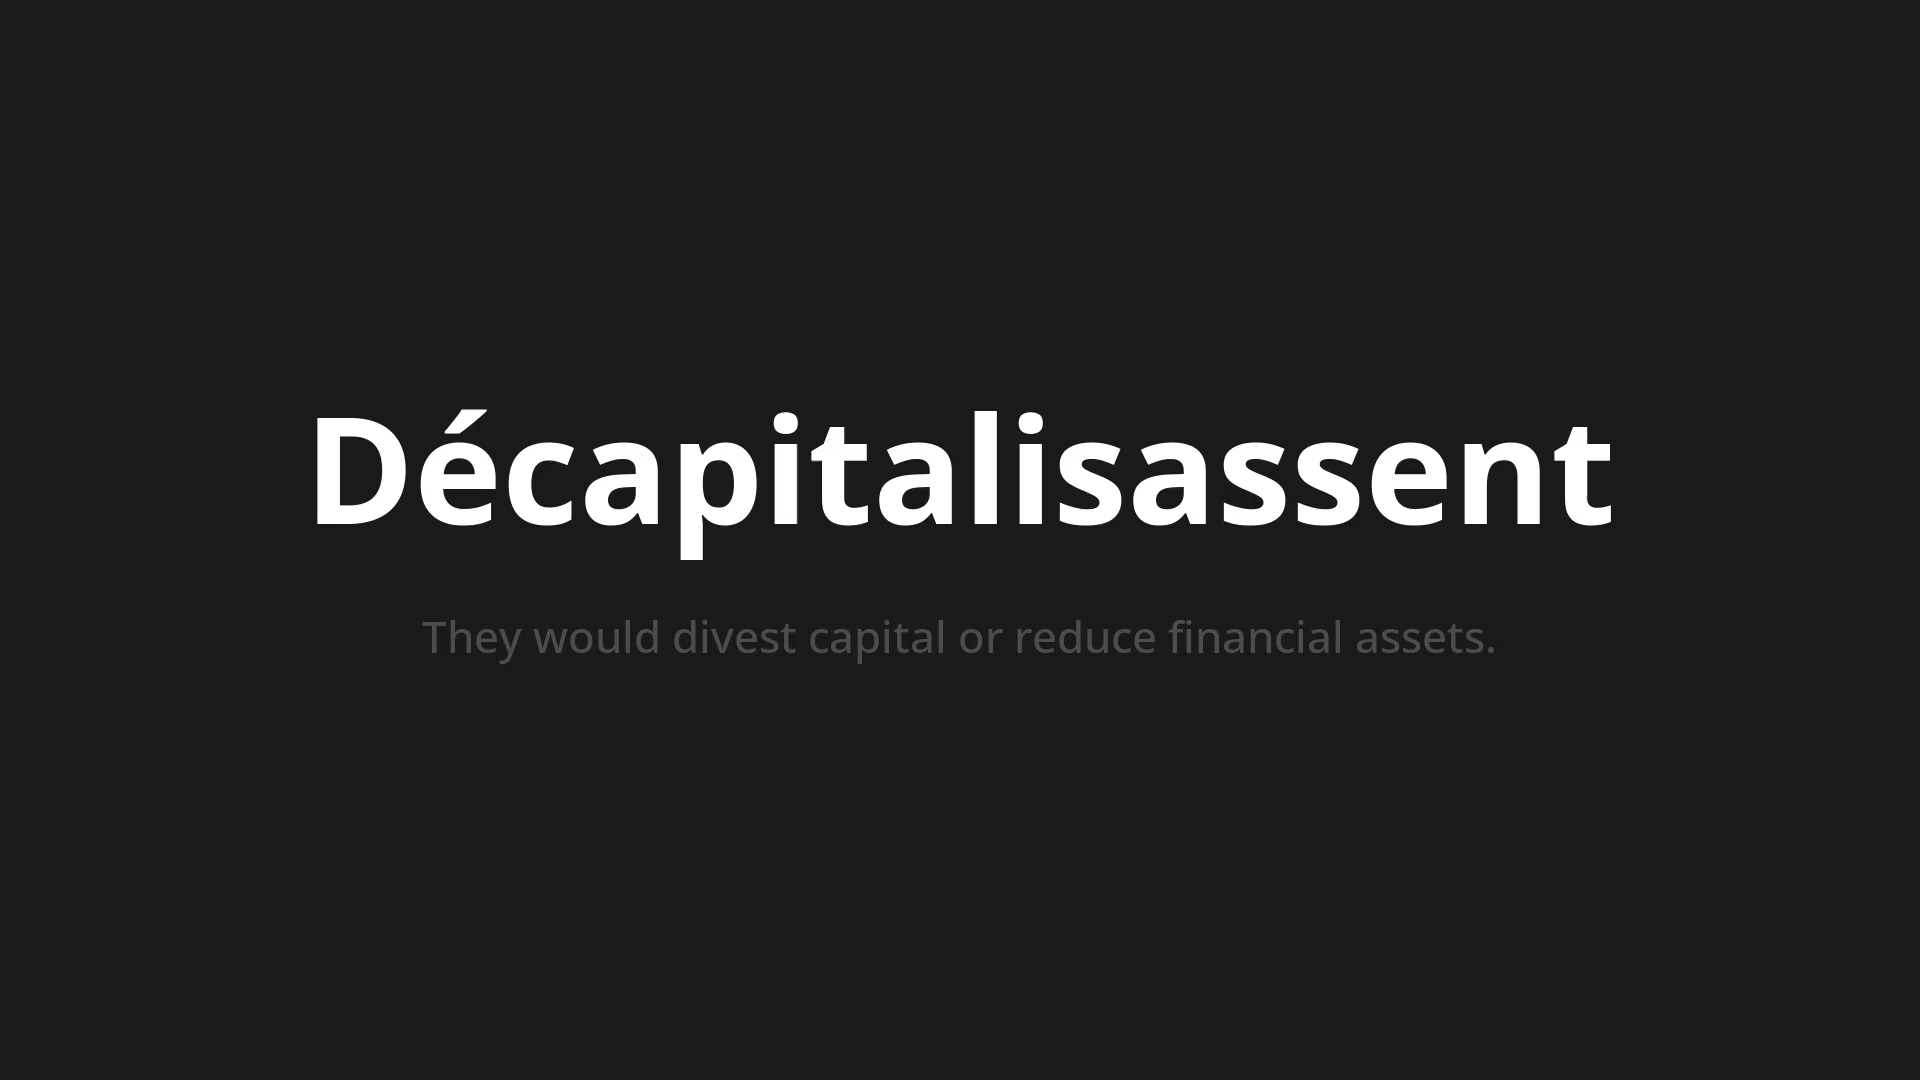 Décapitalisassent
They would divest capital or reduce financial assets.